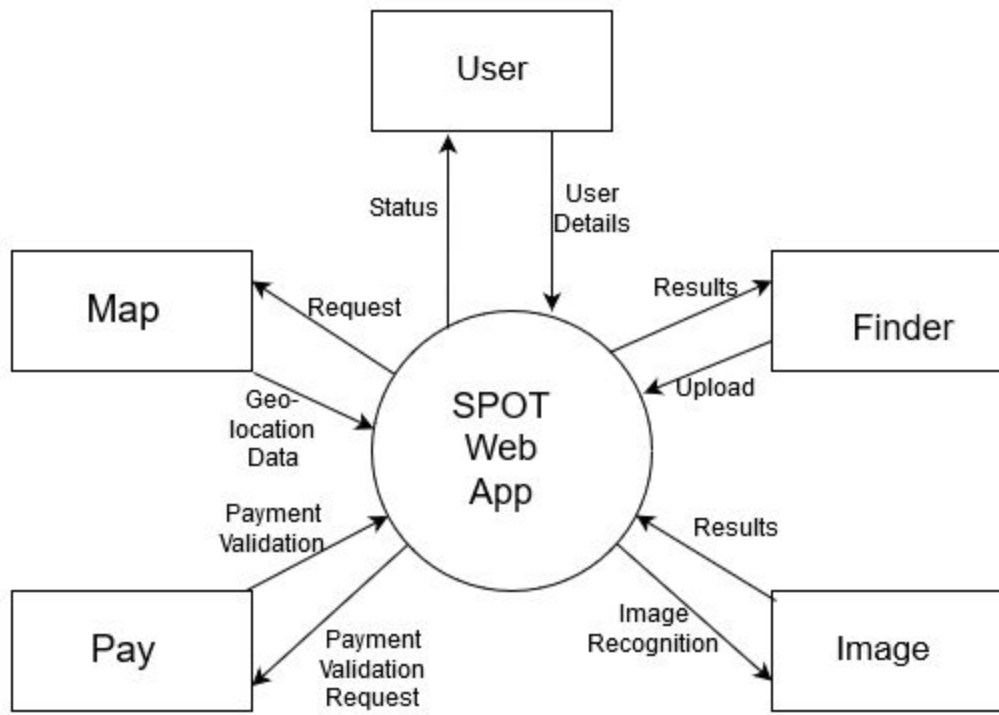 User
Status
User
Details
Map
Request
Results
Finder
Geo-
location
Data
Upload
SPOT
Web
App
Payment
Validation
Results
Pay
Payment
Validation
Request
Image
Recognition
Image